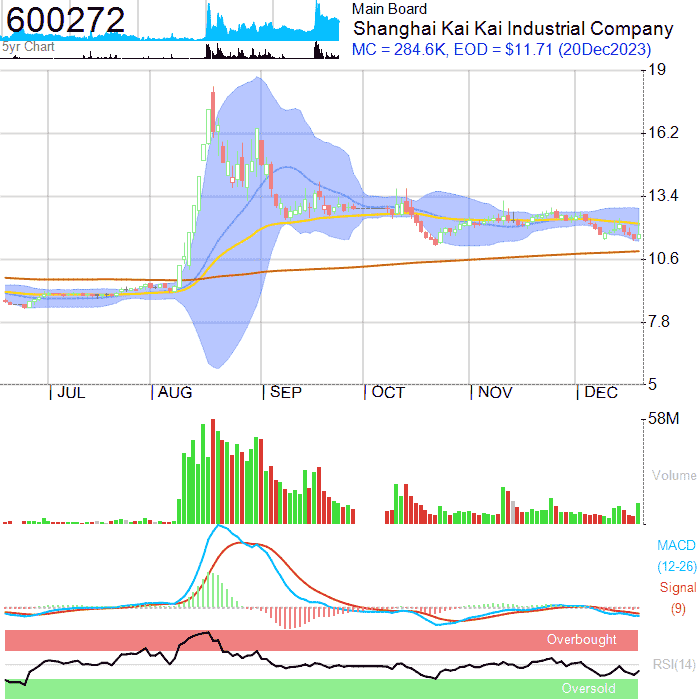 600272
Main Board
Shanghai Kai Kai Industrial Company
5yr Chart
MC = 284.6K, EOD = $11.71 (20Dec2023)
19
16.2
13.4
10.6
7.8
5
JUL
AUG
SEP
OCT
NOV
DEC
58M
Volume
MACD
(12-26)
Signal
(9)
Overbought
RSI(14)
Oversold